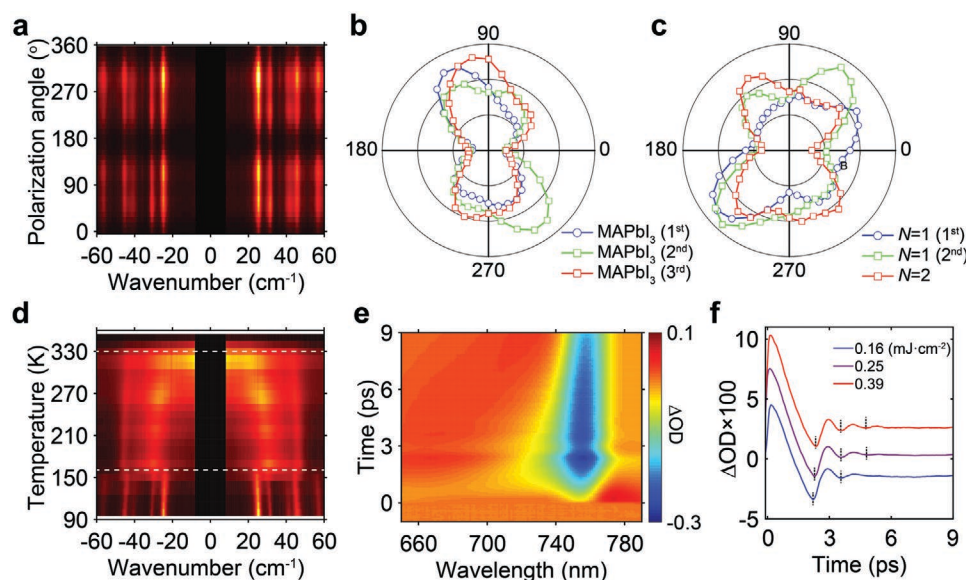 a
Polarization angle (°)
360
270
180
90
0
-60 -40 -20 0 20 40 60
Wavenumber (cm-1)
b
90
180
270
MAPbI3 (1st)
MAPbI3 (2nd)
MAPbI3 (3rd)
c
90
180
0
B
270
N=1 (1st)
N=1 (2nd)
N=2
d
Temperature (K)
330
270
210
150
90
-60 -40 -20 0 20 40 60
Wavenumber (cm-1)
e
Time (ps)
9
6
3
0
660 700 740 780
Wavelength (nm)
0.1
ΔOD
-0.3
f
ΔOD×100
10
0
-5
0.16 (mJ·cm-2)
0.25
0.39
0 3 6 9
Time (ps)